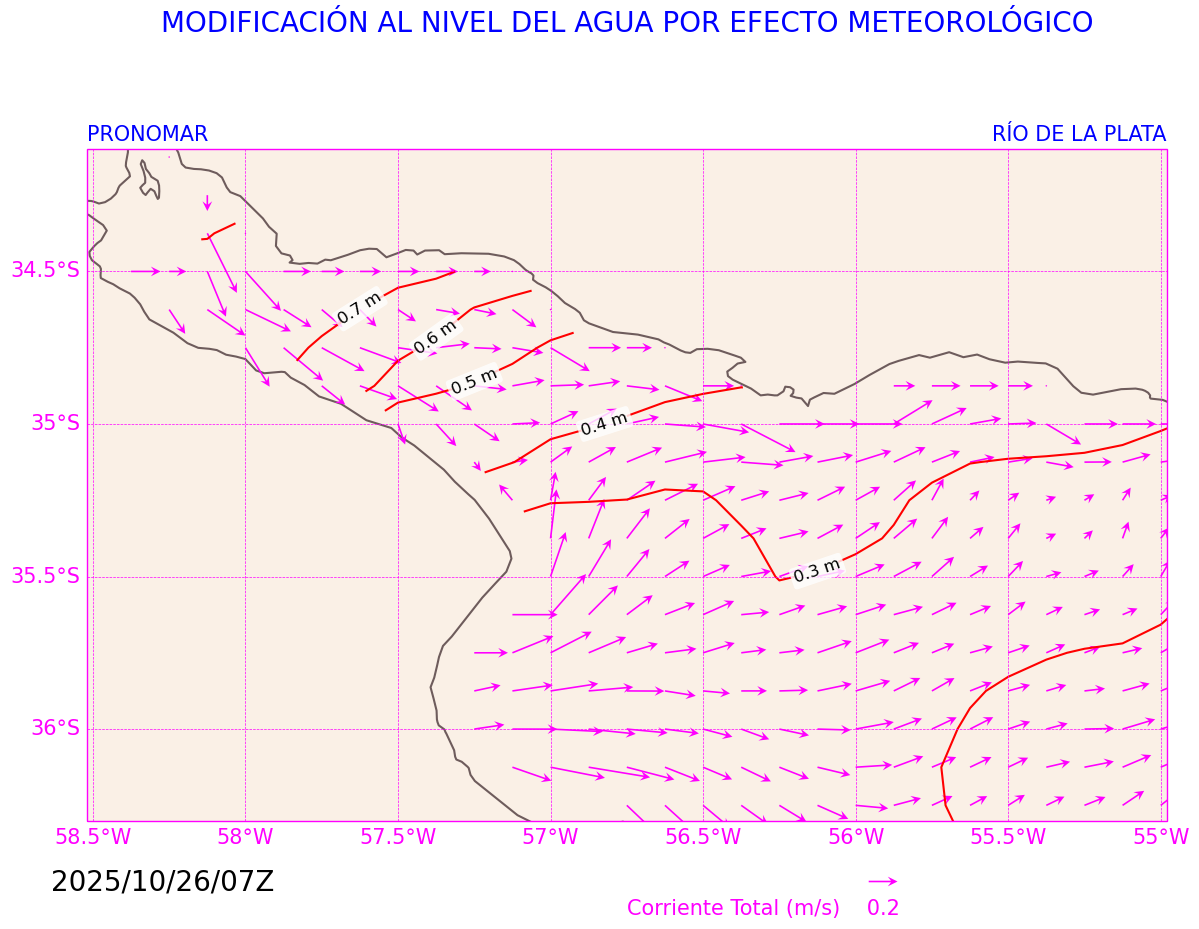 MODIFICACIÓN AL NIVEL DEL AGUA POR EFECTO METEOROLÓGICO
PRONOMAR RÍO DE LA PLATA
34.5°S
0.7 m
0.6 m
0.5 m
0.4 m
35°S
0.3 m
35.5°S
36°S
58.5°W 58°W 57.5°W 57°W 56.5°W 56°W 55.5°W 55°W
2025/10/26/07Z
Corriente Total (m/s) 0.2